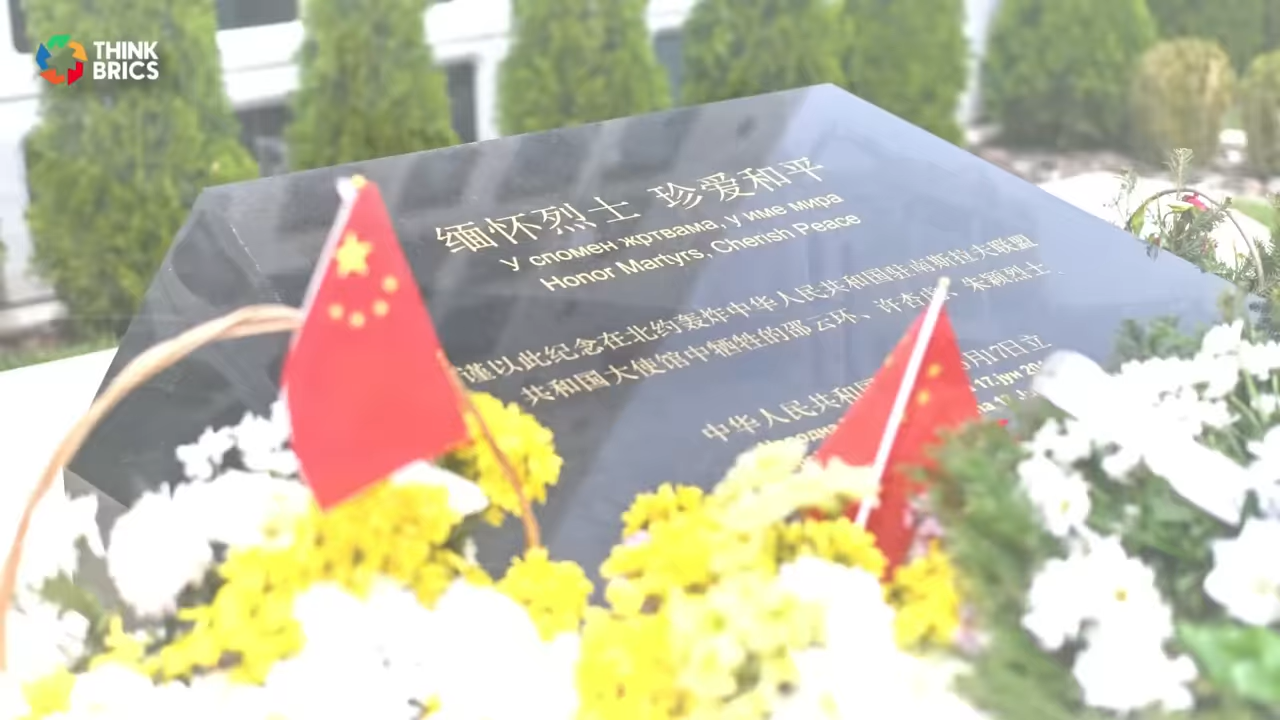 THINK
BRICS
缅怀烈士 珍爱和平
У спомен жртвама, у име мира
Honor Martyrs, Cherish Peace
谨以此纪念在北约轰炸中华人民共和国驻南斯拉夫联盟
共和国大使馆中牺牲的邵云环、许杏虎、朱颖烈士
中华人民共和国 月17日立
17. јун